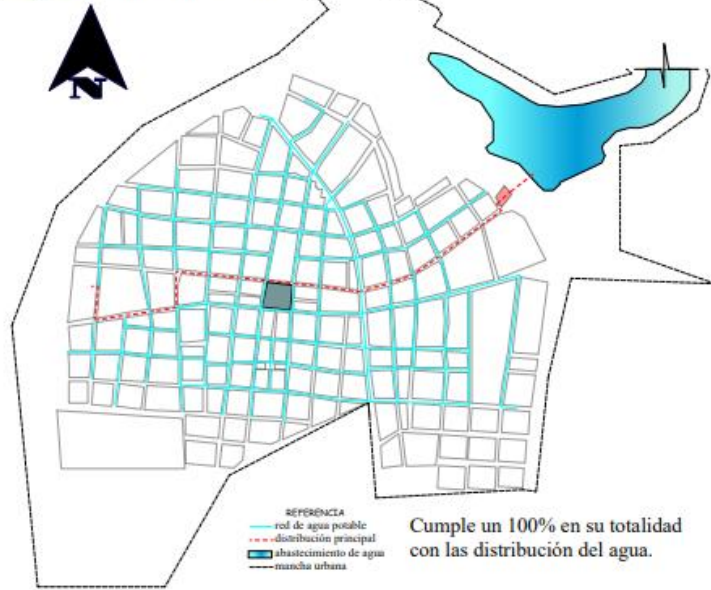 N
REFERENCIA
red de agua potable
distribución principal
abastecimiento de agua
mancha urbana
Cumple un 100% en su totalidad
con las distribución del agua.